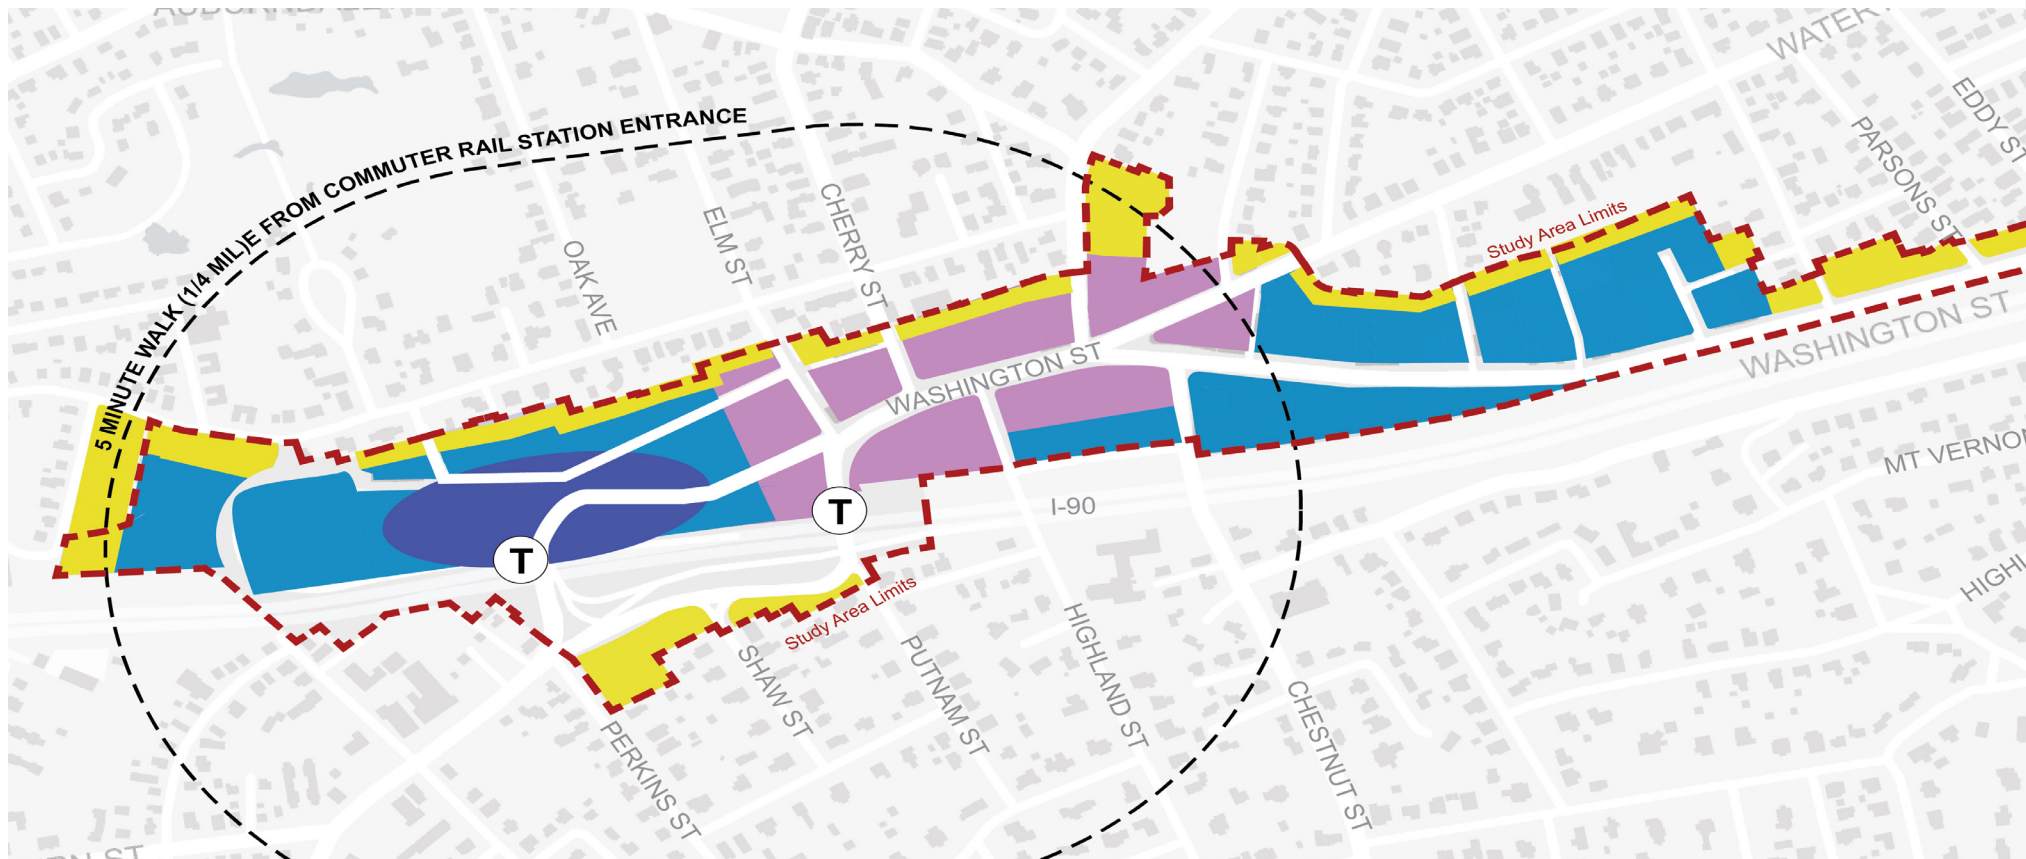 5 MINUTE WALK (1/4 MIL)E FROM COMMUTER RAIL STATION ENTRANCE
EDDY ST
PARSONS ST
Study Area Limits
CHERRY ST
ELM ST
OAK AVE
WASHINGTON ST
WASHINGTON ST
MT VERNON
I-90
T
T
Study Area Limits
SHAW ST
PUTNAM ST
HIGHLAND ST
CHESTNUT ST
PERKINS ST